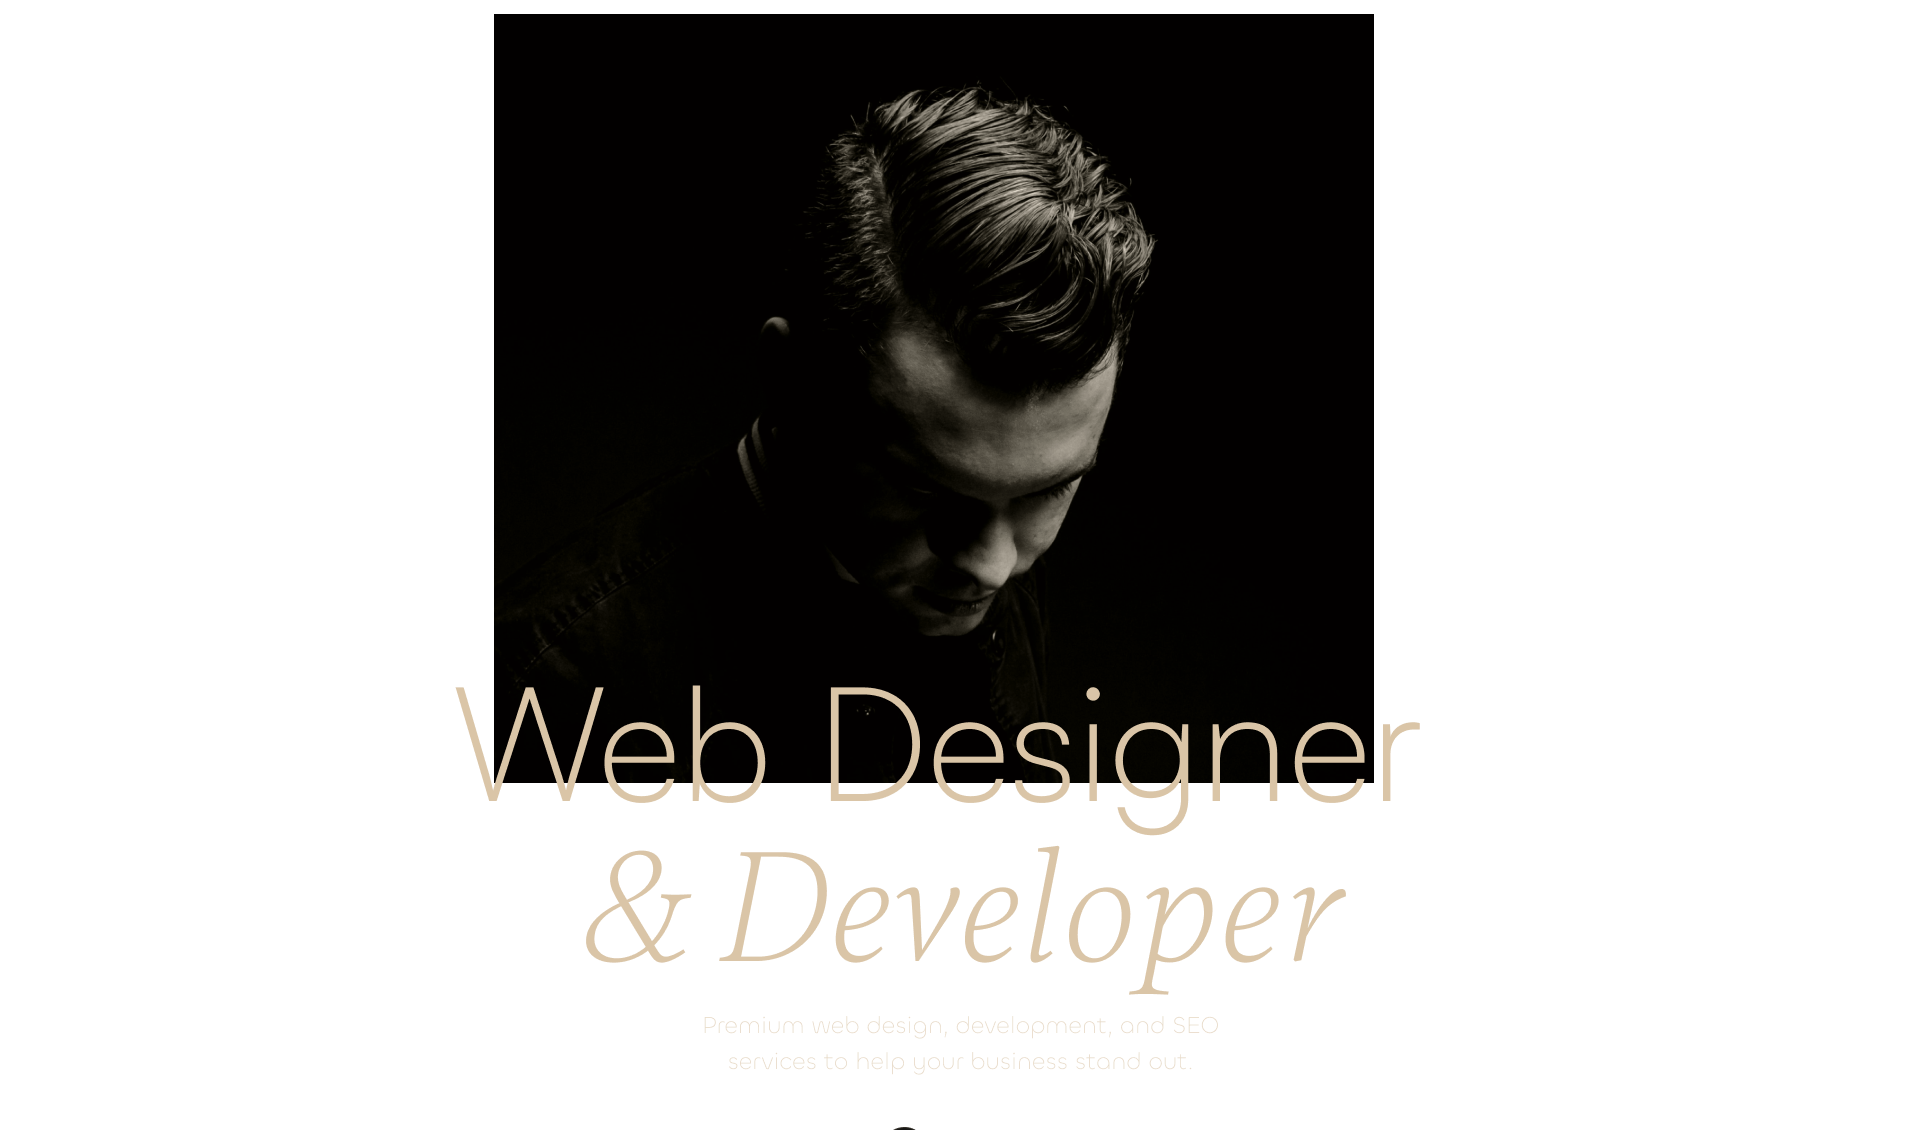 Web Designer
& Developer
Premium web design, development, and SEO
services to help your business stand out.